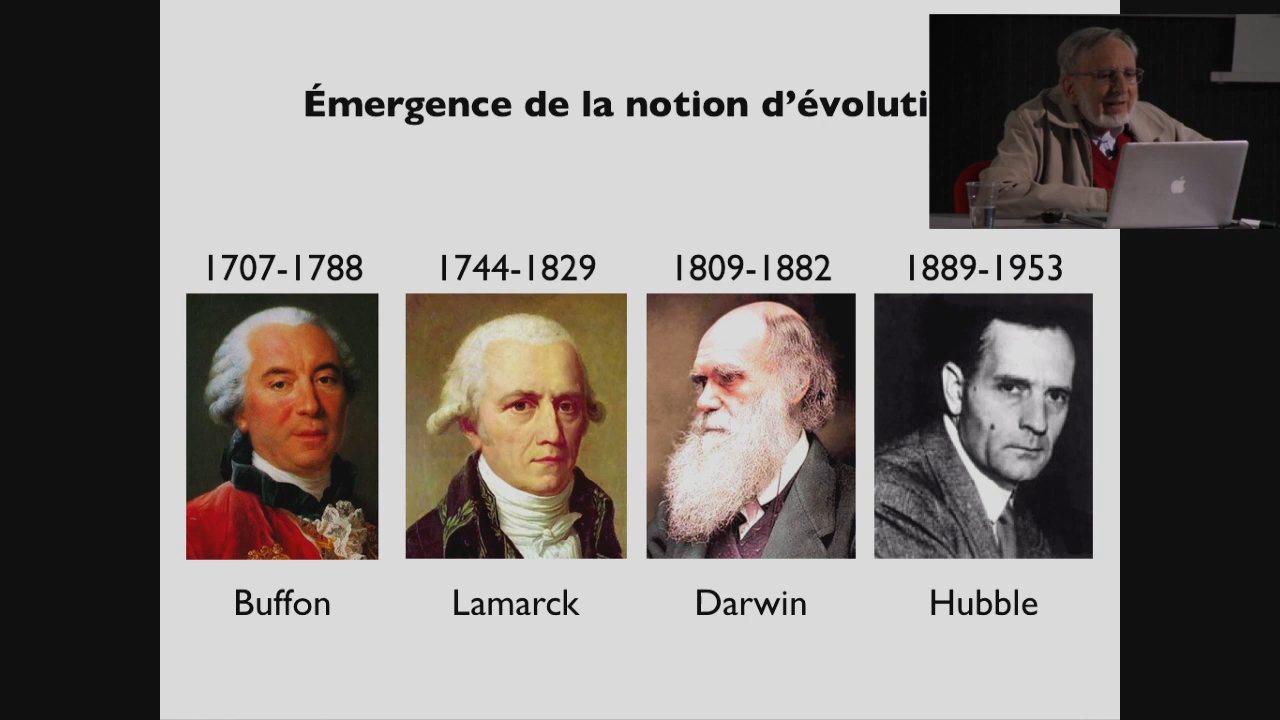 Émergence de la notion d’évoluti
1707-1788 1744-1829 1809-1882 1889-1953
Buffon Lamarck Darwin Hubble